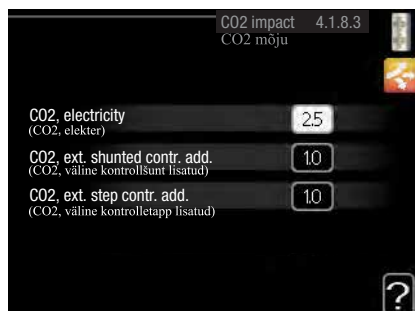 CO2 impact 4.1.8.3
CO2 mõju
CO2, electricity
2.5
(CO2, elekter)
CO2, ext. shunted contr. add.
1.0
(CO2, väline kontrollšunt lisatud)
CO2, ext. step contr. add.
1.0
(CO2, väline kontrolletapp lisatud)
?